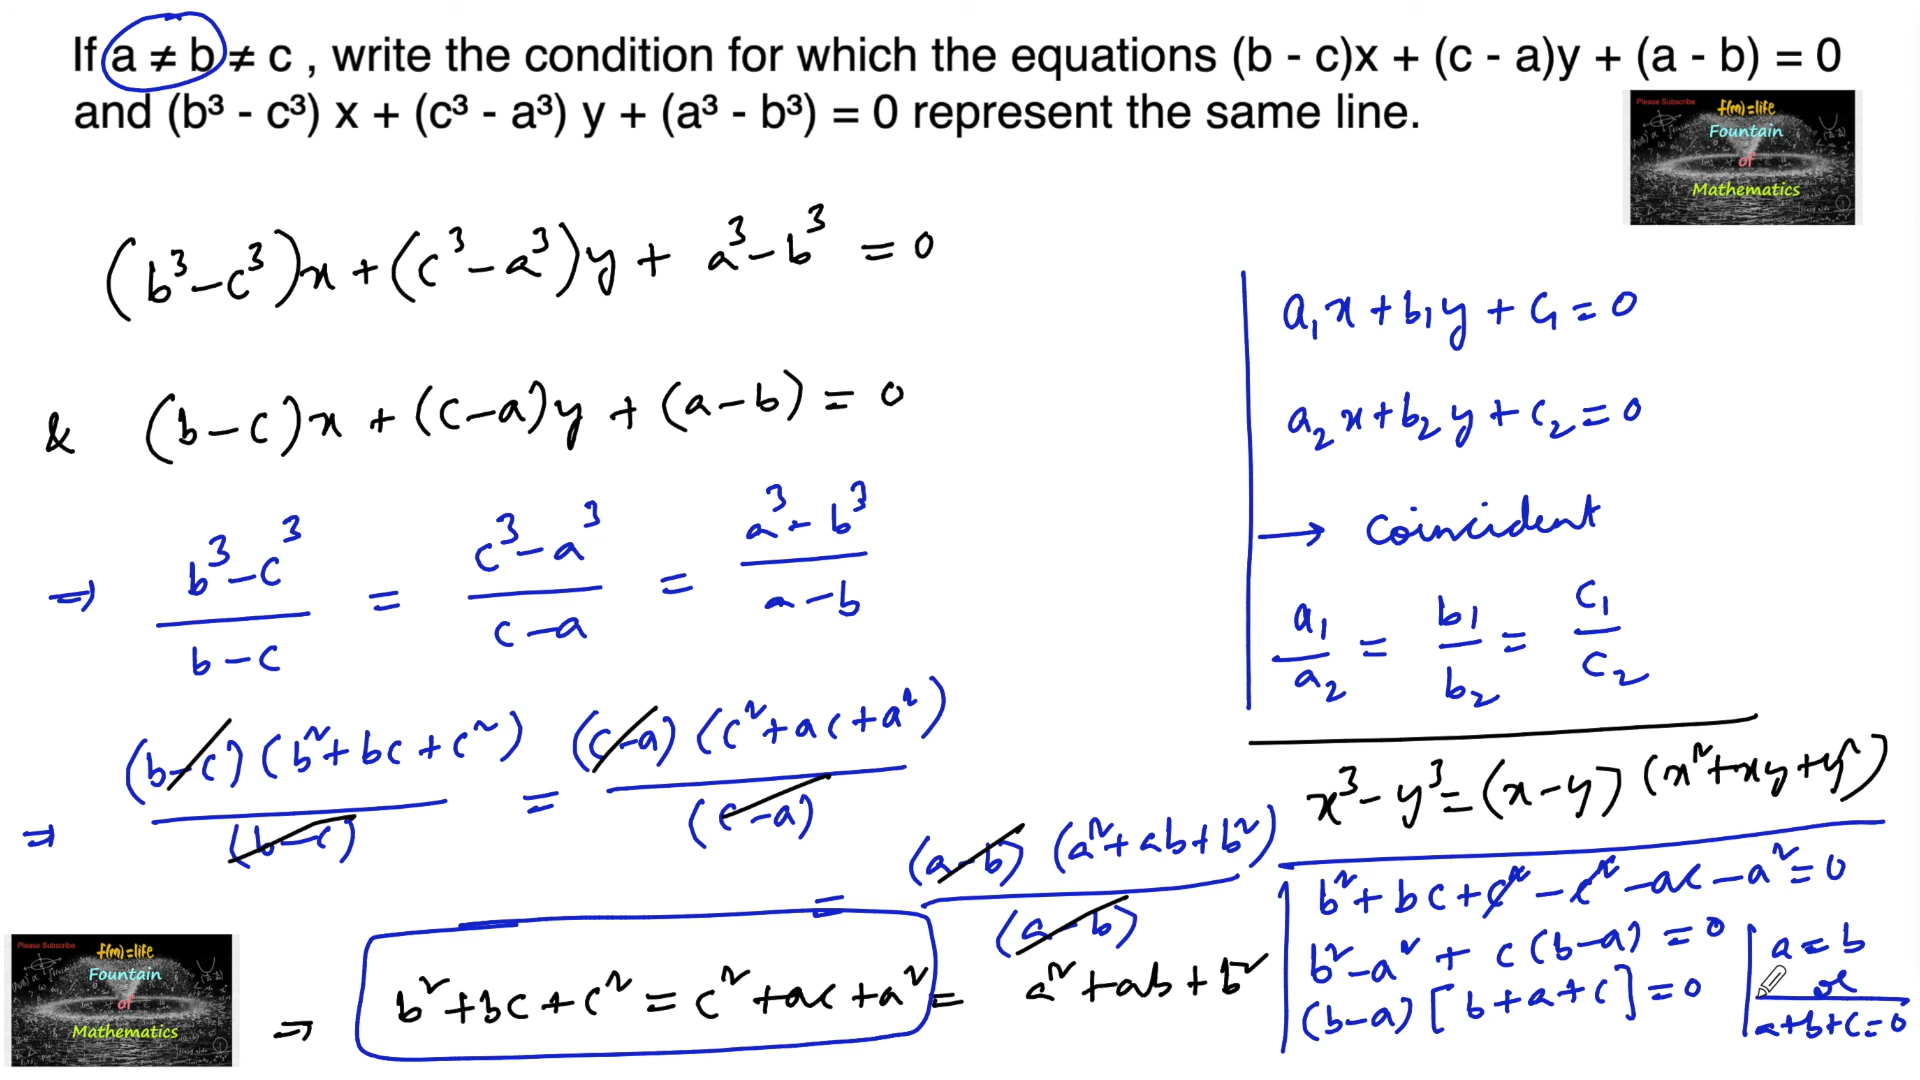 If a ≠ b ≠ c , write the condition for which the equations (b - c)x + (c - a)y + (a - b) = 0
and (b³ - c³) x + (c³ - a³) y + (a³ - b³) = 0 represent the same line.
Please Subscribe
f(m)=life
Fountain
of
Mathematics
(b³-c³)x+(c³-a³)y+ a³-b³ =0
& (b-c)x+(c-a)y+(a-b)=0
⇒ (b³-c³)/(b-c) = (c³-a³)/(c-a) = (a³-b³)/(a-b)
⇒ (b-c)(b²+bc+c²)/(b-c) = (c-a)(c²+ac+a²)/(c-a)
= (a-b)(a²+ab+b²)/(a-b)
⇒ b²+bc+c²=c²+ac+a²= a²+ab+b²
a₁x+b₁y+c₁=0
a₂x+b₂y+c₂=0
→ Coincident
a₁/a₂ = b₁/b₂ = c₁/c₂
x³-y³=(x-y)(x²+xy+y²)
b²+bc+c²-c²-ac-a²=0
b²-a²+c(b-a)=0
(b-a)[b+a+c]=0
a=b
or
a+b+c=0
Please Subscribe
f(m)=life
Fountain
of
Mathematics